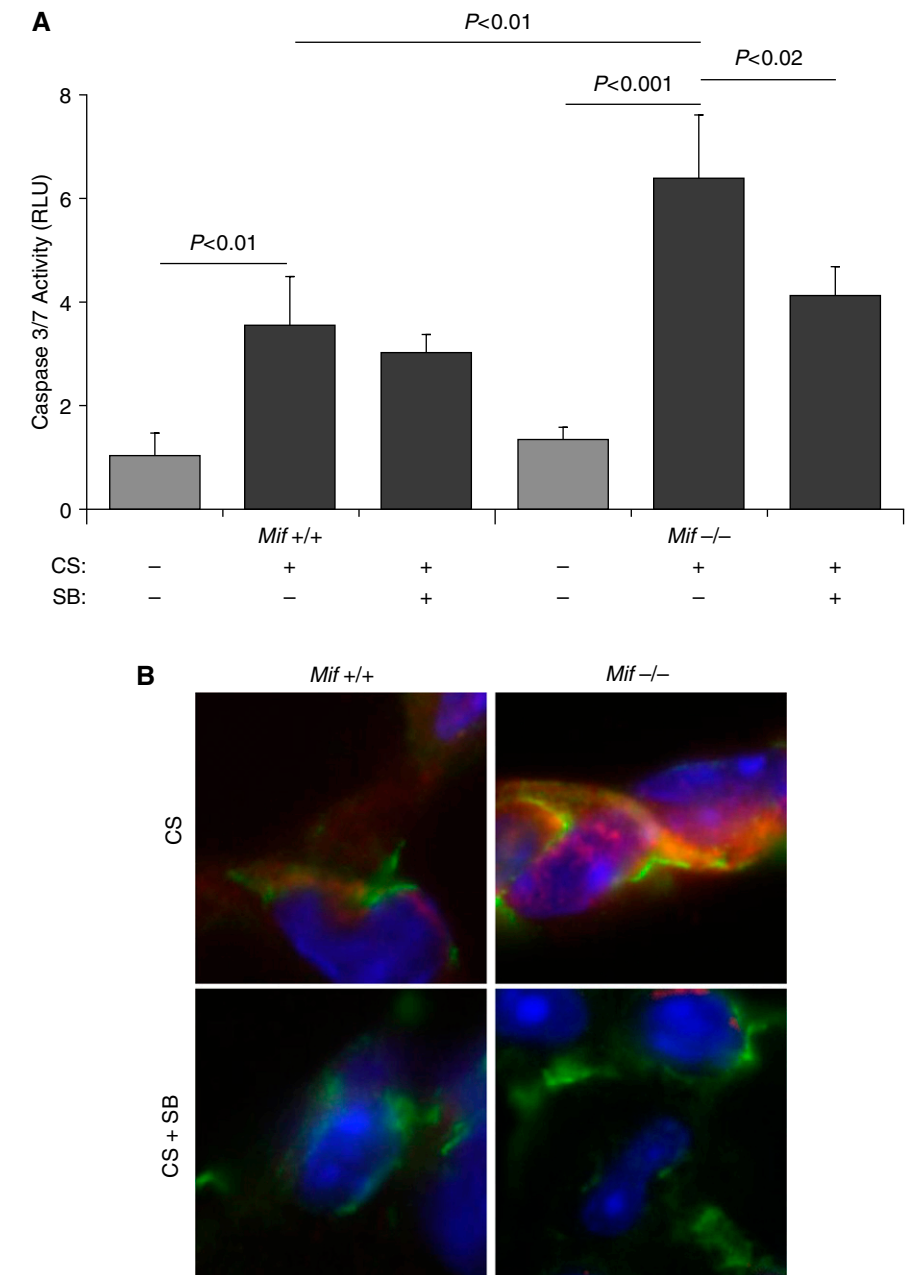 A
P<0.01
P<0.02
P<0.001
P<0.01
Caspase 3/7 Activity (RLU)
8
6
4
2
0
Mif +/+ Mif –/–
CS: – + + – + +
SB: – – + – – +
B
Mif +/+ Mif –/–
CS
CS + SB